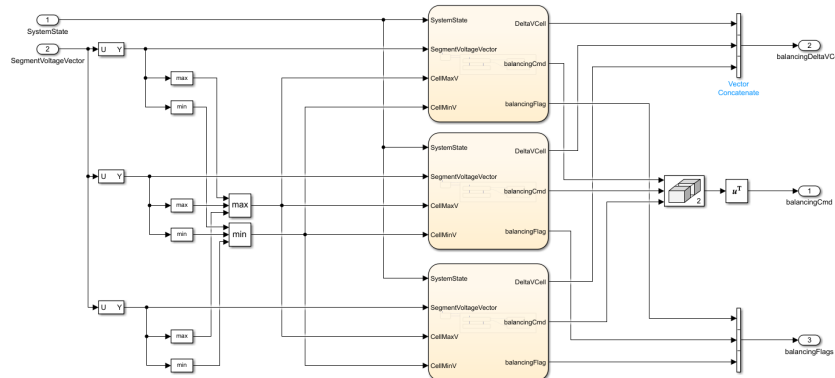 1
SystemState
2
SegmentVoltageVector
U Y
max
min
U Y
max
min
max
min
U Y
max
min
SystemState
SegmentVoltageVector
CellMaxV
CellMinV
DeltaVCell
balancingCmd
balancingFlag
SystemState
SegmentVoltageVector
CellMaxV
CellMinV
DeltaVCell
balancingCmd
balancingFlag
SystemState
SegmentVoltageVector
CellMaxV
CellMinV
DeltaVCell
balancingCmd
balancingFlag
Vector
Concatenate
2
balancingDeltaVC
2
uT
1
balancingCmd
3
balancingFlags